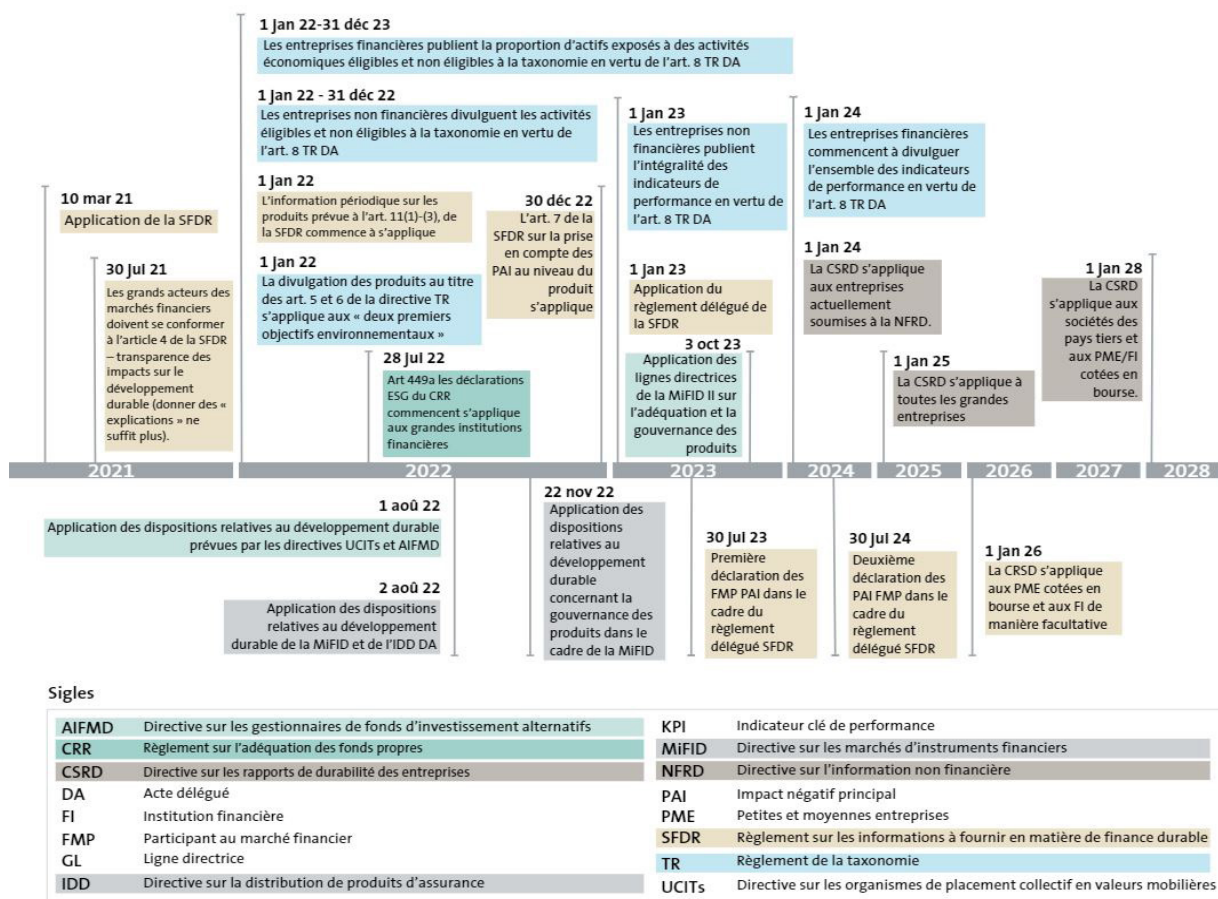 1 Jan 22-31 déc 23
Les entreprises financières publient la proportion d'actifs exposés à des activités
économiques éligibles et non éligibles à la taxonomie en vertu de l'art. 8 TR DA
1 Jan 22 - 31 déc 22
Les entreprises non financières divulguent les activités
éligibles et non éligibles à la taxonomie en vertu de
l'art. 8 TR DA
1 Jan 23
Les entreprises non
financières publient
l'intégralité des
indicateurs de
performance en vertu de
l'art. 8 TR DA
1 Jan 24
Les entreprises financières
commencent à divulguer
l'ensemble des indicateurs
de performance en vertu de
l'art. 8 TR DA
10 mar 21
Application de la SFDR
1 Jan 22
L'information périodique sur les
produits prévue à l'art. 11(1)-(3), de
la SFDR commence à s'applique
30 déc 22
L'art. 7 de la
SFDR sur la prise
en compte des
PAI au niveau du
produit
s'applique
30 Jul 21
Les grands acteurs des
marchés financiers
doivent se conformer
à l'article 4 de la SFDR
– transparence des
impacts sur le
développement
durable (donner des «
explications » ne
suffit plus).
1 Jan 22
La divulgation des produits au titre
des art. 5 et 6 de la directive TR
s'applique aux « deux premiers
objectifs environnementaux »
1 Jan 23
Application du
règlement délégué de
la SFDR
1 Jan 24
La CSRD s'applique
aux entreprises
actuellement
soumises à la NFRD.
1 Jan 28
La CSRD
s'applique aux
sociétés des
pays tiers et
aux PME/FI
cotées en
bourse.
28 Jul 22
Art 449a les déclarations
ESG du CRR
commencent s'applique
aux grandes institutions
financières
3 oct 23
Application des
lignes directrices
de la MiFID II sur
l'adéquation et la
gouvernance des
produits
1 Jan 25
La CSRD s'applique à
toutes les grandes
entreprises
2021 2022 2023 2024 2025 2026 2027 2028
1 aoû 22
Application des dispositions relatives au développement durable
prévues par les directives UCITs et AIFMD
2 aoû 22
Application des dispositions
relatives au développement
durable de la MiFID et de l'IDD DA
22 nov 22
Application des
dispositions
relatives au
développement
durable
concernant la
gouvernance des
produits dans le
cadre de la MiFID
30 Jul 23
Première
déclaration des
FMP PAI dans le
cadre du
règlement
délégué SFDR
30 Jul 24
Deuxième
déclaration des
PAI FMP dans le
cadre du
règlement
délégué SFDR
1 Jan 26
La CRSD s'applique
aux PME cotées en
bourse et aux FI de
manière facultative
Sigles
AIFMD Directive sur les gestionnaires de fonds d'investissement alternatifs
CRR Règlement sur l'adéquation des fonds propres
CSRD Directive sur les rapports de durabilité des entreprises
DA Acte délégué
FI Institution financière
FMP Participant au marché financier
GL Ligne directrice
IDD Directive sur la distribution de produits d'assurance
KPI Indicateur clé de performance
MiFID Directive sur les marchés d'instruments financiers
NFRD Directive sur l'information non financière
PAI Impact négatif principal
PME Petites et moyennes entreprises
SFDR Règlement sur les informations à fournir en matière de finance durable
TR Règlement de la taxonomie
UCITs Directive sur les organismes de placement collectif en valeurs mobilières